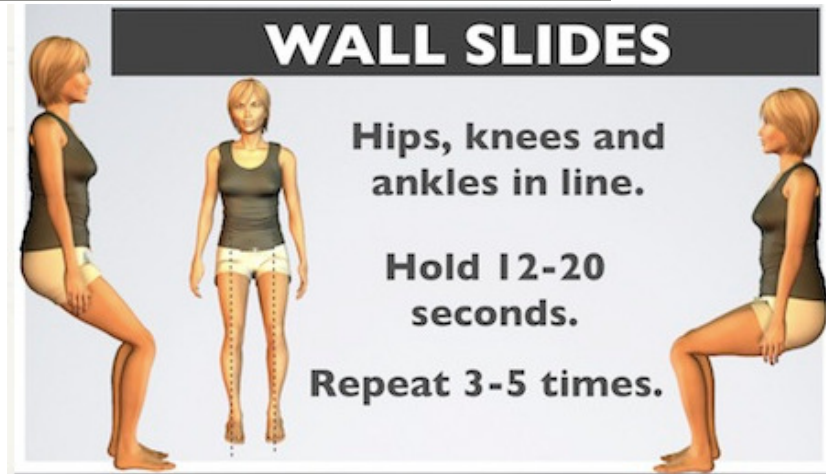 WALL SLIDES
Hips, knees and
ankles in line.
Hold 12-20
seconds.
Repeat 3-5 times.